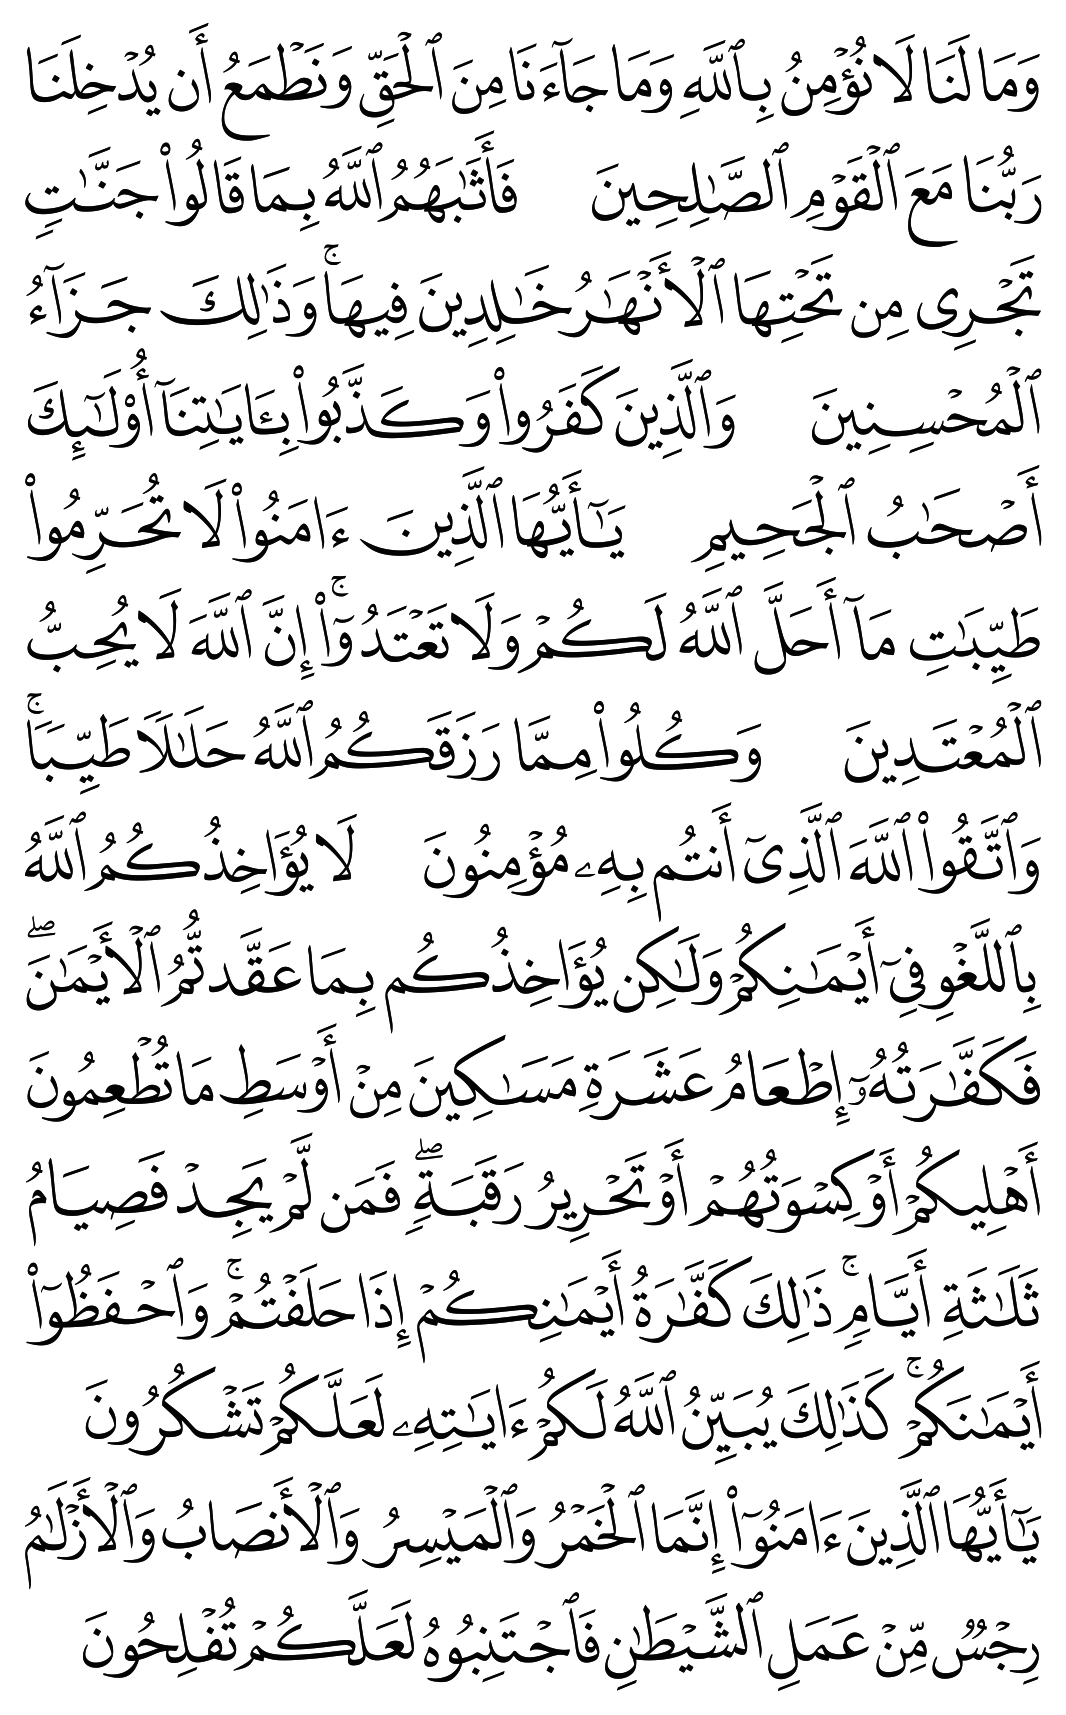 وَمَا لَنَا لَا نُؤْمِنُ بِٱللَّهِ وَمَا جَآءَنَا مِنَ ٱلْحَقِّ وَنَطْمَعُ أَن يُدْخِلَنَا
رَبُّنَا مَعَ ٱلْقَوْمِ ٱلصَّٰلِحِينَ فَأَثَٰبَهُمُ ٱللَّهُ بِمَا قَالُوا۟ جَنَّٰتٍ
تَجْرِى مِن تَحْتِهَا ٱلْأَنْهَٰرُ خَٰلِدِينَ فِيهَا ۚ وَذَٰلِكَ جَزَآءُ
ٱلْمُحْسِنِينَ وَٱلَّذِينَ كَفَرُوا۟ وَكَذَّبُوا۟ بِـَٔايَٰتِنَآ أُو۟لَٰٓئِكَ
أَصْحَٰبُ ٱلْجَحِيمِ يَٰٓأَيُّهَا ٱلَّذِينَ ءَامَنُوا۟ لَا تُحَرِّمُوا۟
طَيِّبَٰتِ مَآ أَحَلَّ ٱللَّهُ لَكُمْ وَلَا تَعْتَدُوٓا۟ ۚ إِنَّ ٱللَّهَ لَا يُحِبُّ
ٱلْمُعْتَدِينَ وَكُلُوا۟ مِمَّا رَزَقَكُمُ ٱللَّهُ حَلَٰلًا طَيِّبًا ۚ
وَٱتَّقُوا۟ ٱللَّهَ ٱلَّذِىٓ أَنتُم بِهِۦ مُؤْمِنُونَ لَا يُؤَاخِذُكُمُ ٱللَّهُ
بِٱللَّغْوِ فِىٓ أَيْمَٰنِكُمْ وَلَٰكِن يُؤَاخِذُكُم بِمَا عَقَّدتُّمُ ٱلْأَيْمَٰنَ ۖ
فَكَفَّٰرَتُهُۥٓ إِطْعَامُ عَشَرَةِ مَسَٰكِينَ مِنْ أَوْسَطِ مَا تُطْعِمُونَ
أَهْلِيكُمْ أَوْ كِسْوَتُهُمْ أَوْ تَحْرِيرُ رَقَبَةٍ ۖ فَمَن لَّمْ يَجِدْ فَصِيَامُ
ثَلَٰثَةِ أَيَّامٍ ۚ ذَٰلِكَ كَفَّٰرَةُ أَيْمَٰنِكُمْ إِذَا حَلَفْتُمْ ۚ وَٱحْفَظُوٓا۟
أَيْمَٰنَكُمْ ۚ كَذَٰلِكَ يُبَيِّنُ ٱللَّهُ لَكُمْ ءَايَٰتِهِۦ لَعَلَّكُمْ تَشْكُرُونَ
يَٰٓأَيُّهَا ٱلَّذِينَ ءَامَنُوٓا۟ إِنَّمَا ٱلْخَمْرُ وَٱلْمَيْسِرُ وَٱلْأَنصَابُ وَٱلْأَزْلَٰمُ
رِجْسٌ مِّنْ عَمَلِ ٱلشَّيْطَٰنِ فَٱجْتَنِبُوهُ لَعَلَّكُمْ تُفْلِحُونَ